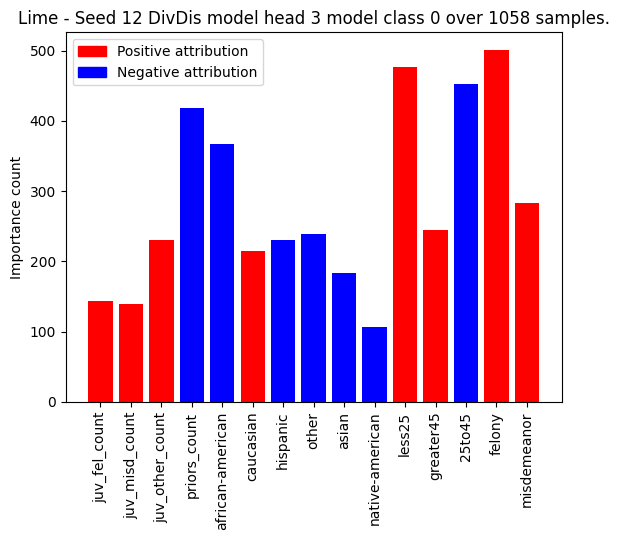 Lime - Seed 12 DivDis model head 3 model class 0 over 1058 samples.
Positive attribution
Negative attribution
Importance count
500
400
300
200
100
0
juv_fel_count
juv_misd_count
juv_other_count
priors_count
african-american
caucasian
hispanic
other
asian
native-american
less25
greater45
25to45
felony
misdemeanor